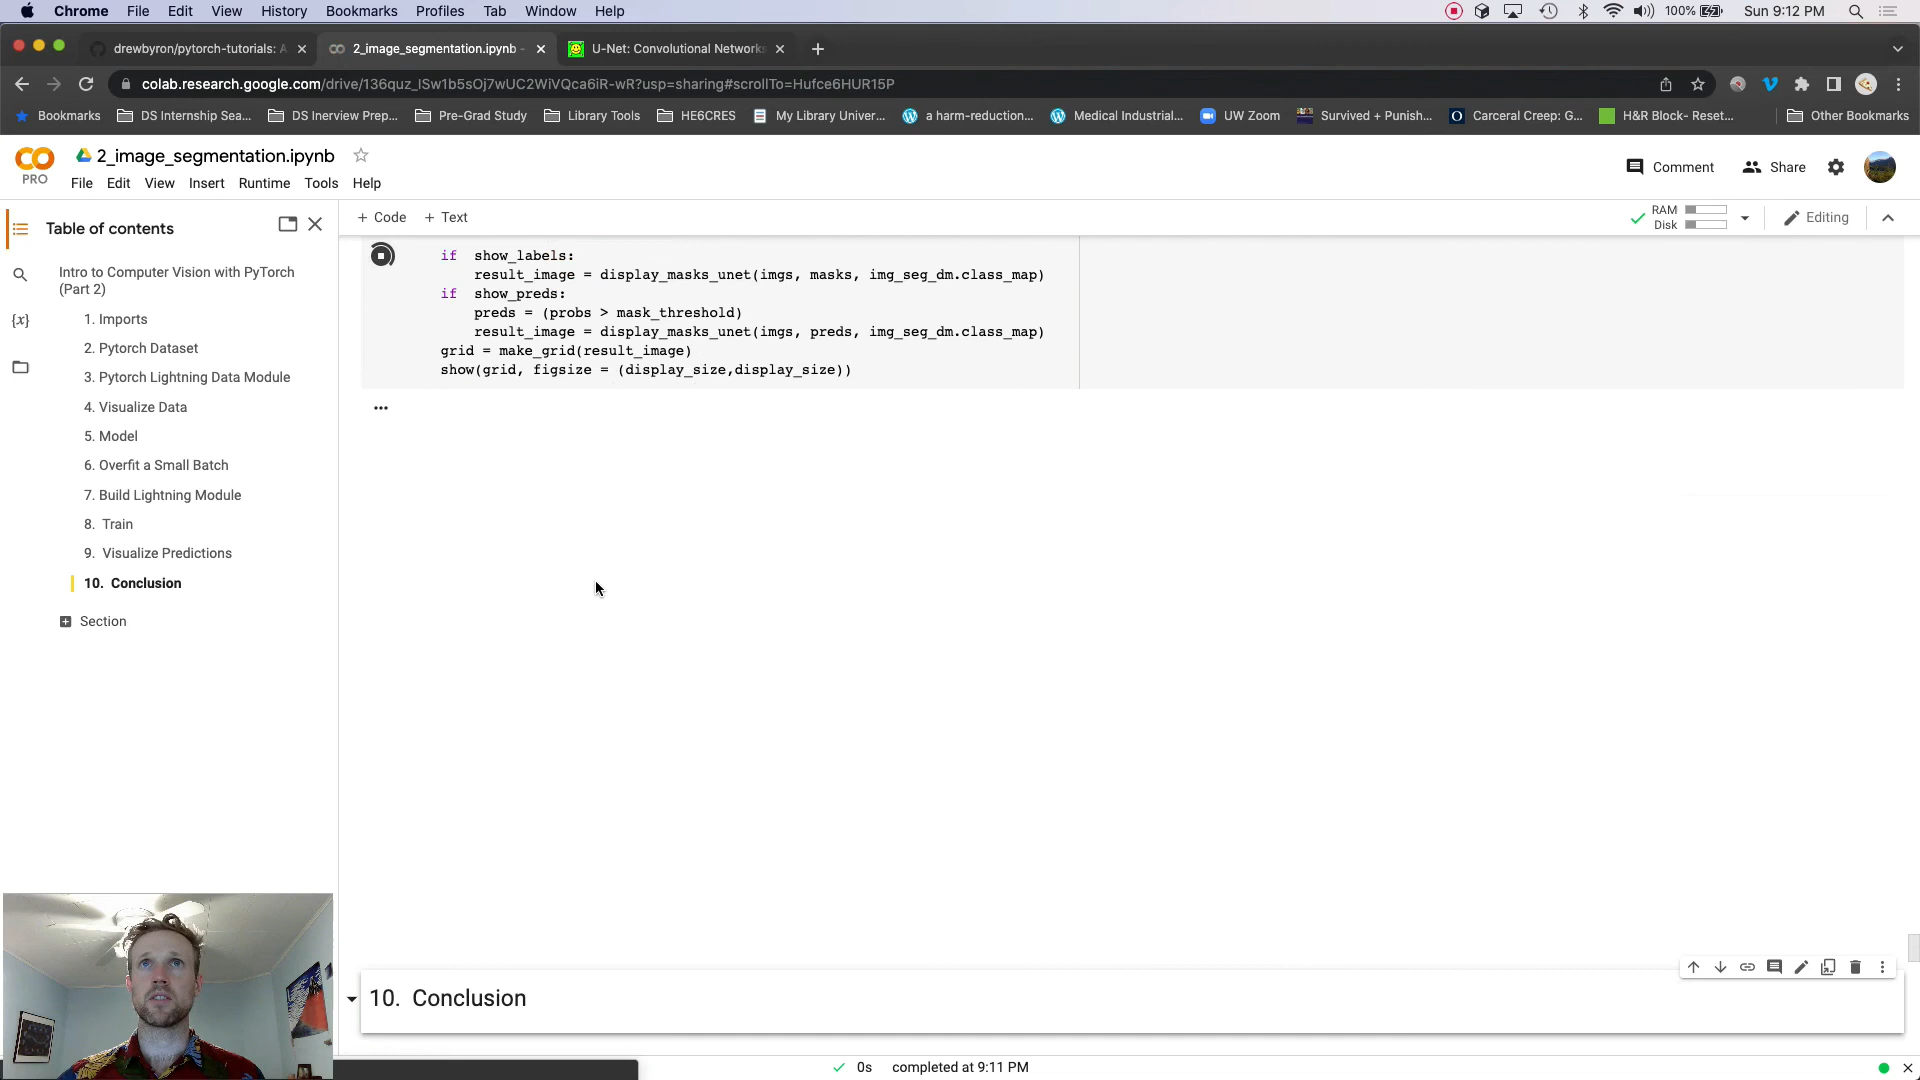 Chrome File Edit View History Bookmarks Profiles Tab Window Help 100% Sun 9:12 PM
drewbyron/pytorch-tutorials: A 2_image_segmentation.ipynb - U-Net: Convolutional Networks
colab.research.google.com/drive/136quz_ISw1b5sOj7wUC2WiVQca6iR-wR?usp=sharing#scrollTo=Hufce6HUR15P
Bookmarks DS Internship Sea... DS Inerview Prep... Pre-Grad Study Library Tools HE6CRES My Library Univer... a harm-reduction... Medical Industrial... UW Zoom Survived + Punish... Carceral Creep: G... H&R Block- Reset... Other Bookmarks
CO PRO
2_image_segmentation.ipynb
Comment Share
File Edit View Insert Runtime Tools Help
Table of contents
+ Code + Text
RAM
Disk
Editing
Intro to Computer Vision with PyTorch
(Part 2)
1. Imports
2. Pytorch Dataset
3. Pytorch Lightning Data Module
4. Visualize Data
5. Model
6. Overfit a Small Batch
7. Build Lightning Module
8. Train
9. Visualize Predictions
10. Conclusion
Section
{x}
if show_labels:
result_image = display_masks_unet(imgs, masks, img_seg_dm.class_map)
if show_preds:
preds = (probs > mask_threshold)
result_image = display_masks_unet(imgs, preds, img_seg_dm.class_map)
grid = make_grid(result_image)
show(grid, figsize = (display_size,display_size))
...
10. Conclusion
0s completed at 9:11 PM